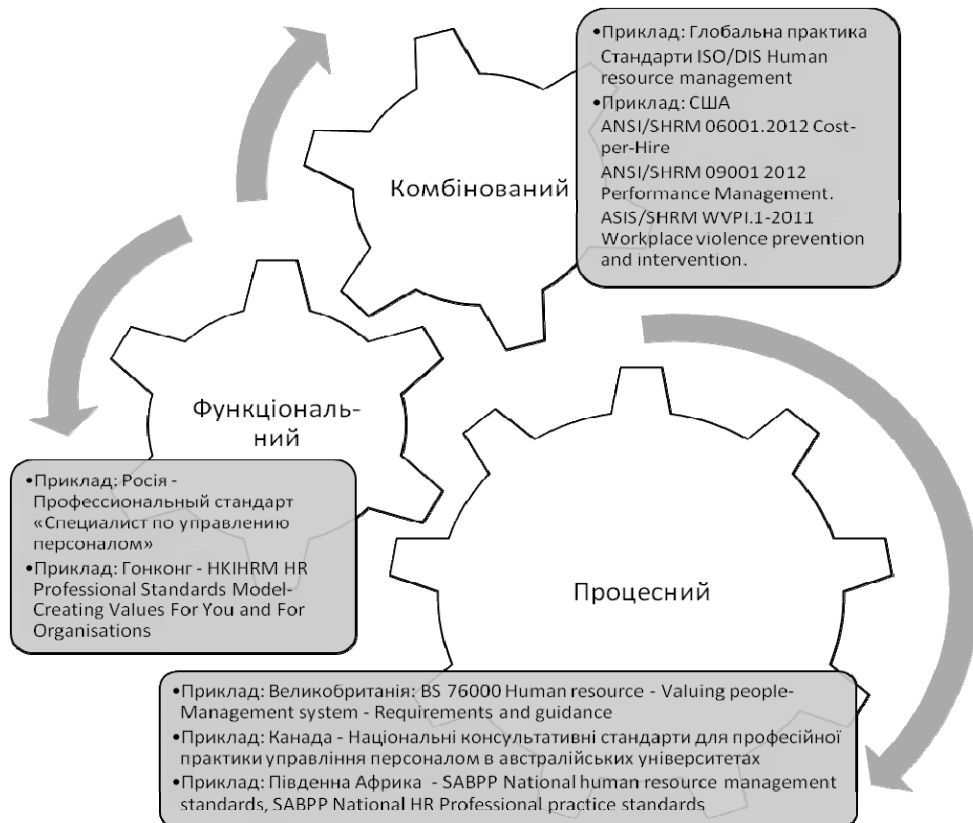 •Приклад: Глобальна практика
Стандарти ISO/DIS Human
resource management
•Приклад: США
ANSI/SHRM 06001.2012 Cost-
per-Hire
ANSI/SHRM 09001 2012
Performance Management.
ASIS/SHRM WVPI.1-2011
Workplace violence prevention
and intervention.
Комбінований
Функціональ-
ний
•Приклад: Росія -
Профессиональный стандарт
«Специалист по управлению
персоналом»
•Приклад: Гонконг - HKIHRM HR
Professional Standards Model-
Creating Values For You and For
Organisations
Процесний
•Приклад: Великобританія: BS 76000 Human resource - Valuing people-
Management system - Requirements and guidance
•Приклад: Канада - Національні консультативні стандарти для професійної
практики управління персоналом в австралійських університетах
•Приклад: Південна Африка - SABPP National human resource management
standards, SABPP National HR Professional practice standards